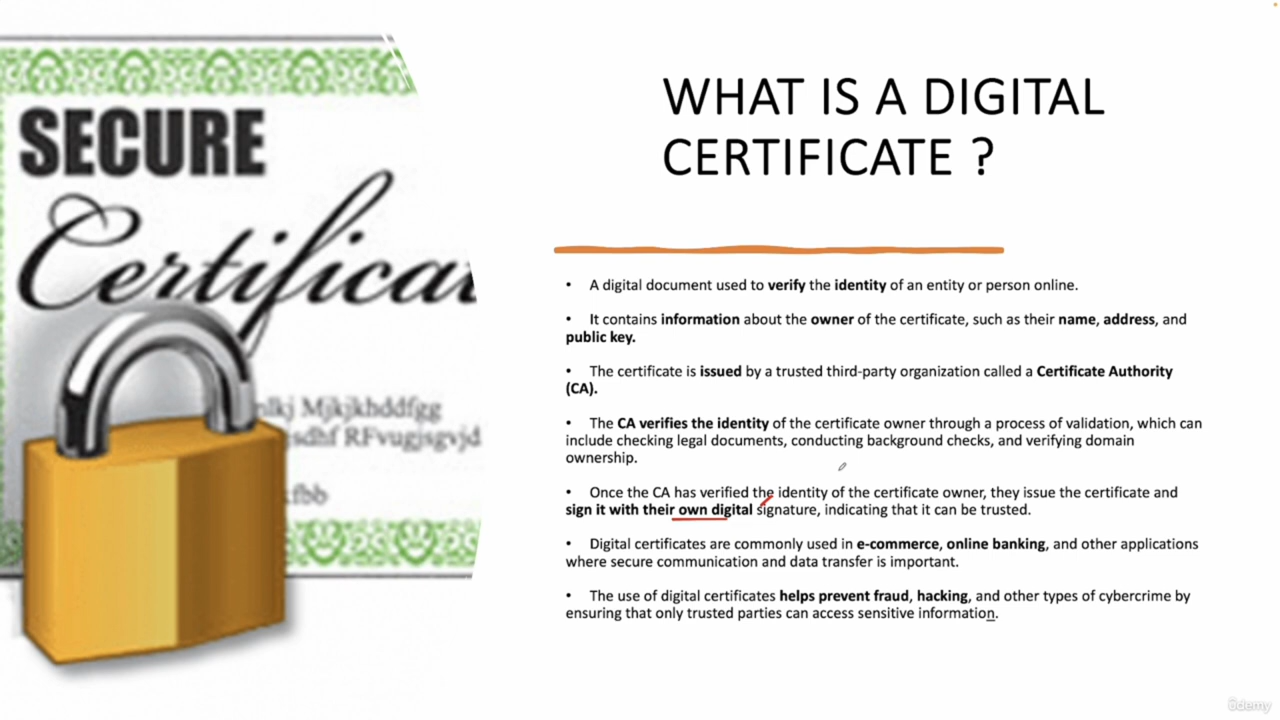 SECURE
Certificat
WHAT IS A DIGITAL
CERTIFICATE ?
• A digital document used to verify the identity of an entity or person online.
• It contains information about the owner of the certificate, such as their name, address, and
public key.
• The certificate is issued by a trusted third-party organization called a Certificate Authority
(CA).
• The CA verifies the identity of the certificate owner through a process of validation, which can
include checking legal documents, conducting background checks, and verifying domain
ownership.
• Once the CA has verified the identity of the certificate owner, they issue the certificate and
sign it with their own digital signature, indicating that it can be trusted.
• Digital certificates are commonly used in e-commerce, online banking, and other applications
where secure communication and data transfer is important.
• The use of digital certificates helps prevent fraud, hacking, and other types of cybercrime by
ensuring that only trusted parties can access sensitive information.
ûdemy